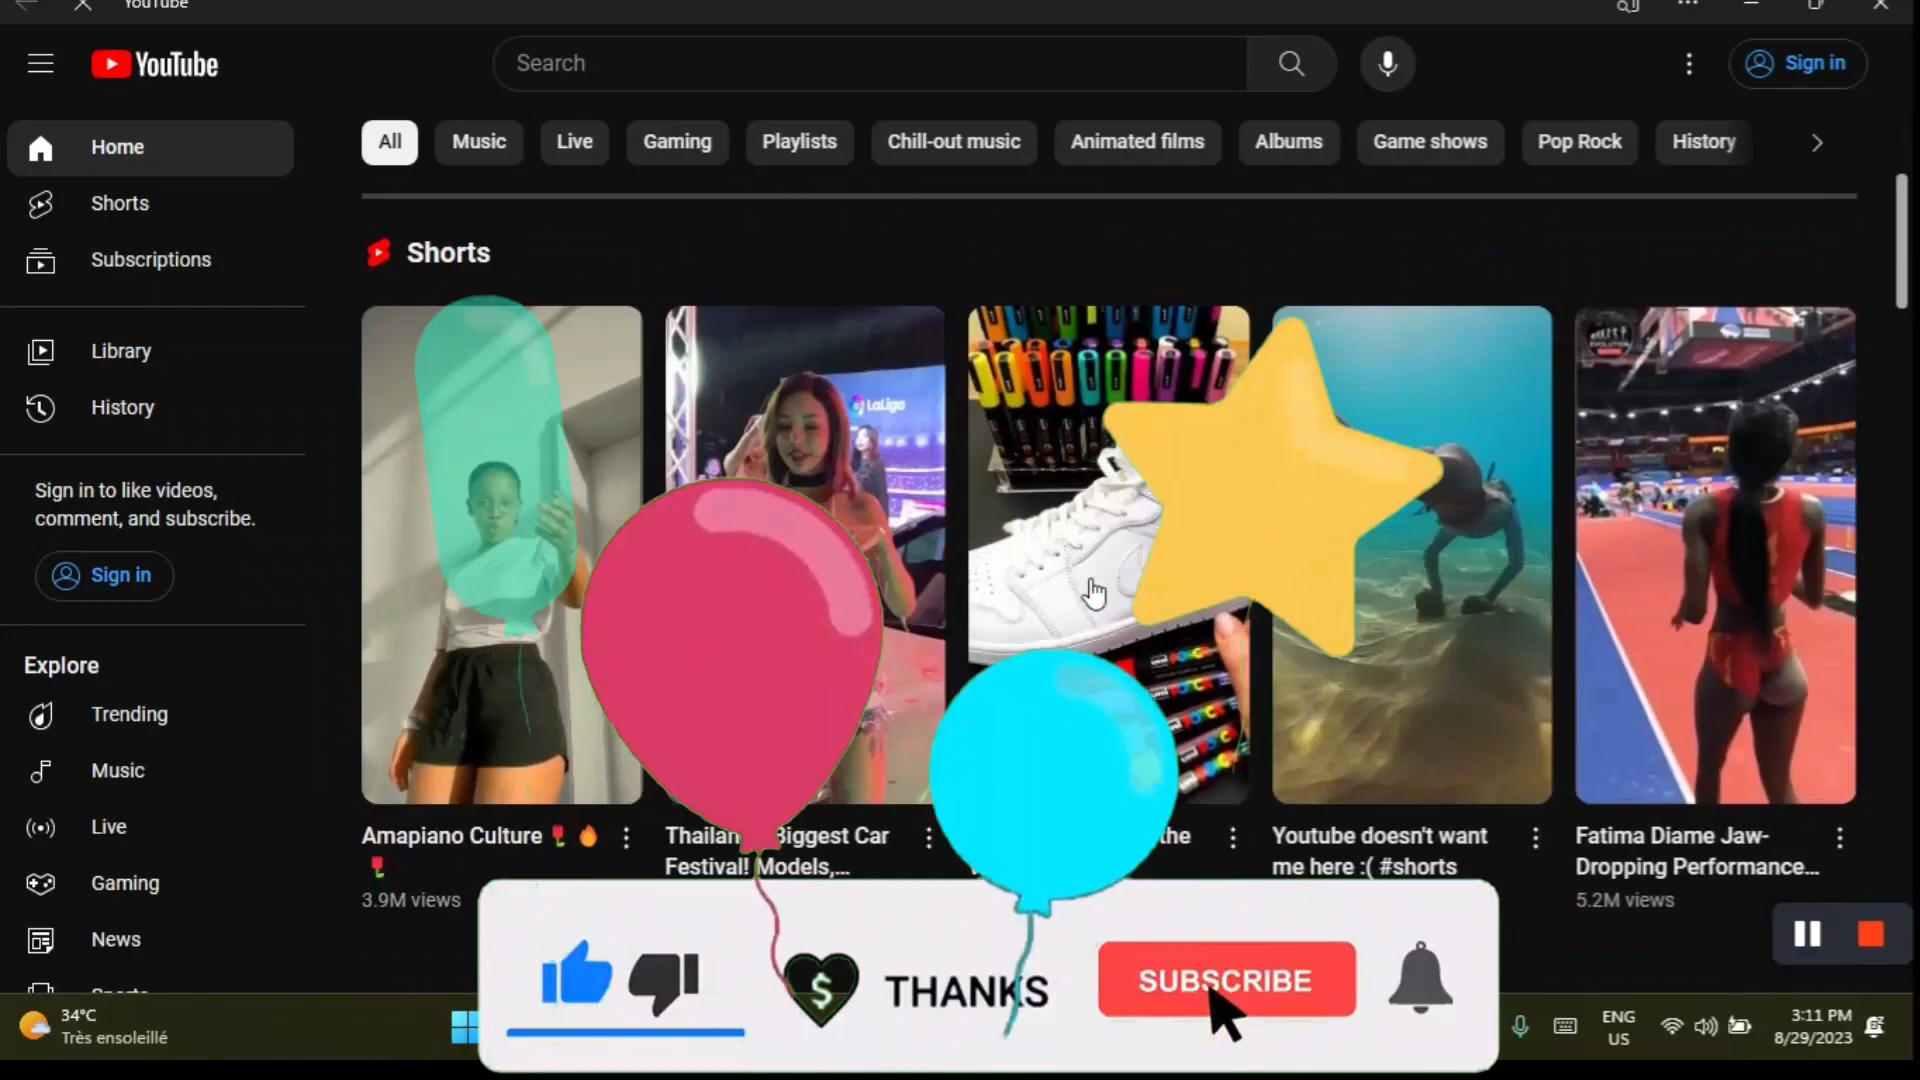 YouTube
YouTube
Search
Sign in
Home
Shorts
Subscriptions
Library
History
Sign in to like videos,
comment, and subscribe.
Sign in
Explore
Trending
Music
Live
Gaming
News
All
Music
Live
Gaming
Playlists
Chill-out music
Animated films
Albums
Game shows
Pop Rock
History
Shorts
LaLiga
Amapiano Culture 🌷 🔥
🌷
3.9M views
Biggest Car
Festival! Models,...
the
Youtube doesn't want
me here :( #shorts
Fatima Diame Jaw-
Dropping Performance...
5.2M views
$
THANKS
SUBSCRIBE
34°C
Très ensoleillé
ENG
US
3:11 PM
8/29/2023